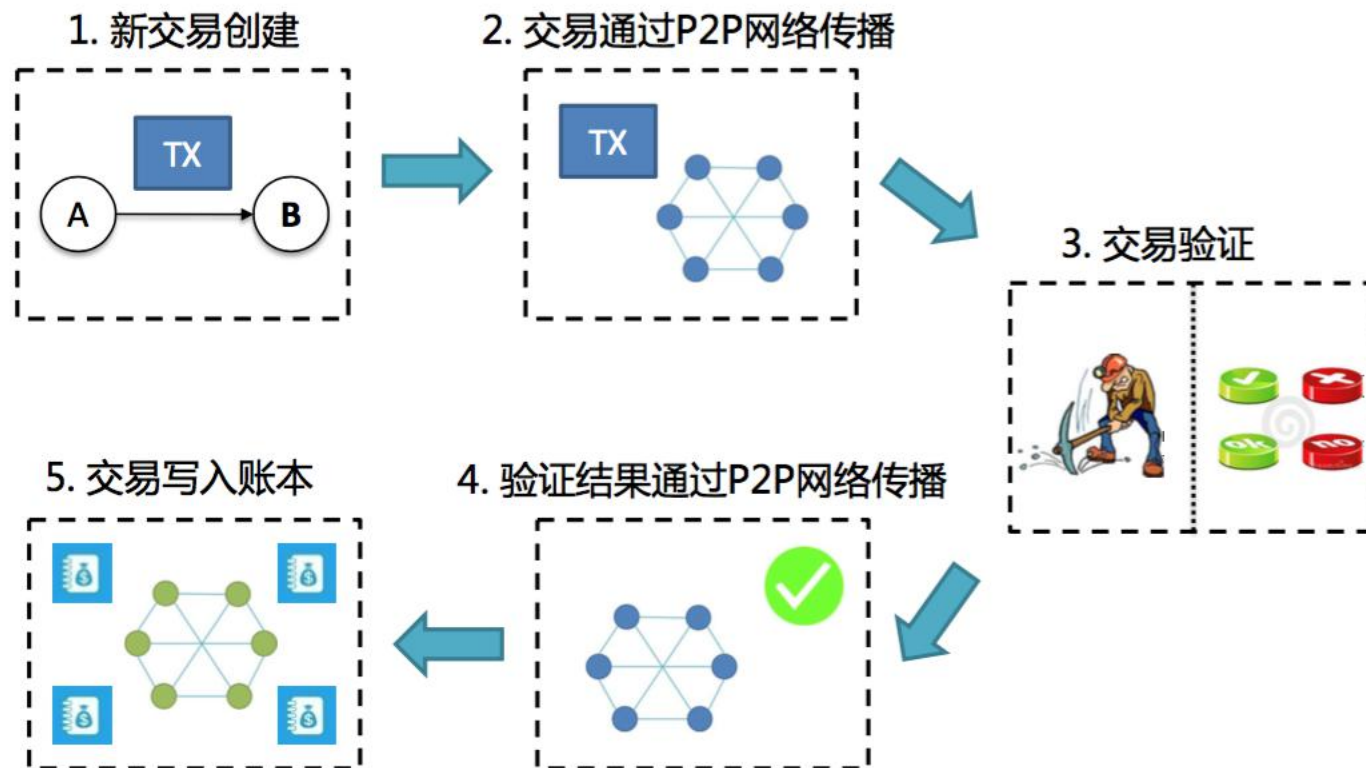 1. 新交易创建
2. 交易通过P2P网络传播
TX
A
B
TX
3. 交易验证
ok
no
5. 交易写入账本
4. 验证结果通过P2P网络传播